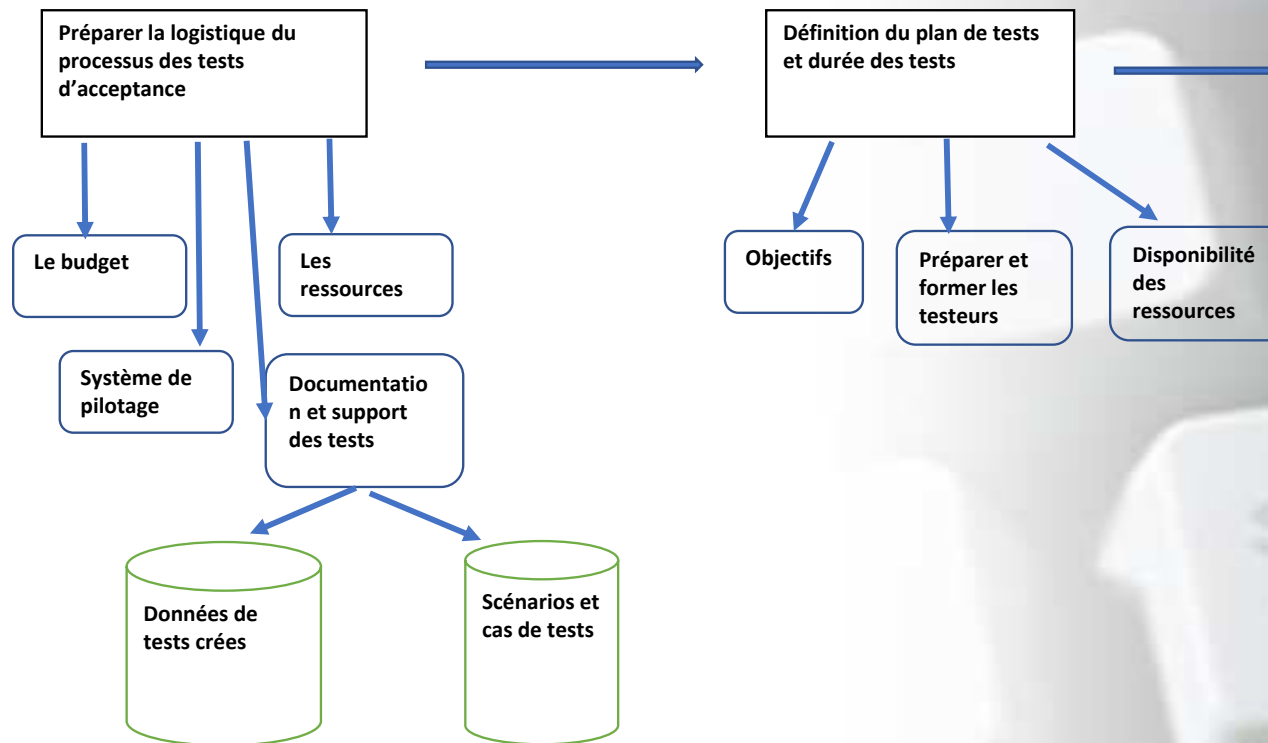 Préparer la logistique du
processus des tests
d’acceptance
Définition du plan de tests
et durée des tests
Le budget
Les
ressources
Objectifs
Préparer et
former les
testeurs
Disponibilité
des
ressources
Système de
pilotage
Documentatio
n et support
des tests
Données de
tests crées
Scénarios et
cas de tests